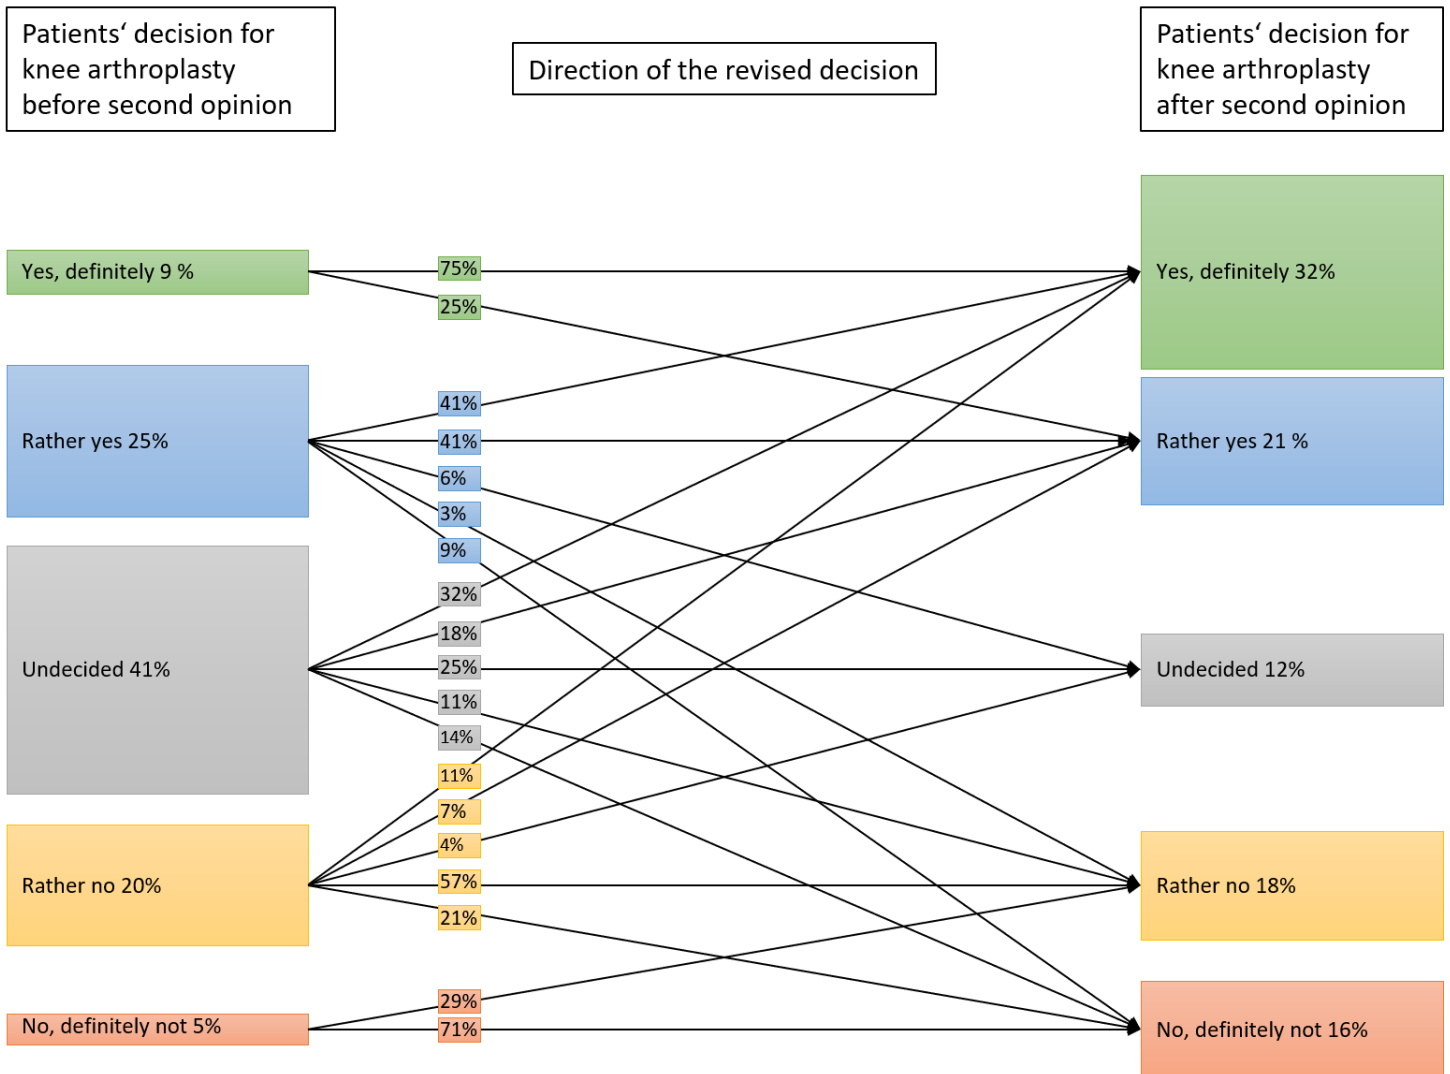 Patients‘ decision for
knee arthroplasty
before second opinion
Direction of the revised decision
Patients‘ decision for
knee arthroplasty
after second opinion
Yes, definitely 9 %
75%
25%
Yes, definitely 32%
Rather yes 25%
41%
41%
6%
3%
9%
Rather yes 21 %
Undecided 41%
32%
18%
25%
11%
14%
Undecided 12%
Rather no 20%
11%
7%
4%
57%
21%
Rather no 18%
No, definitely not 5%
29%
71%
No, definitely not 16%